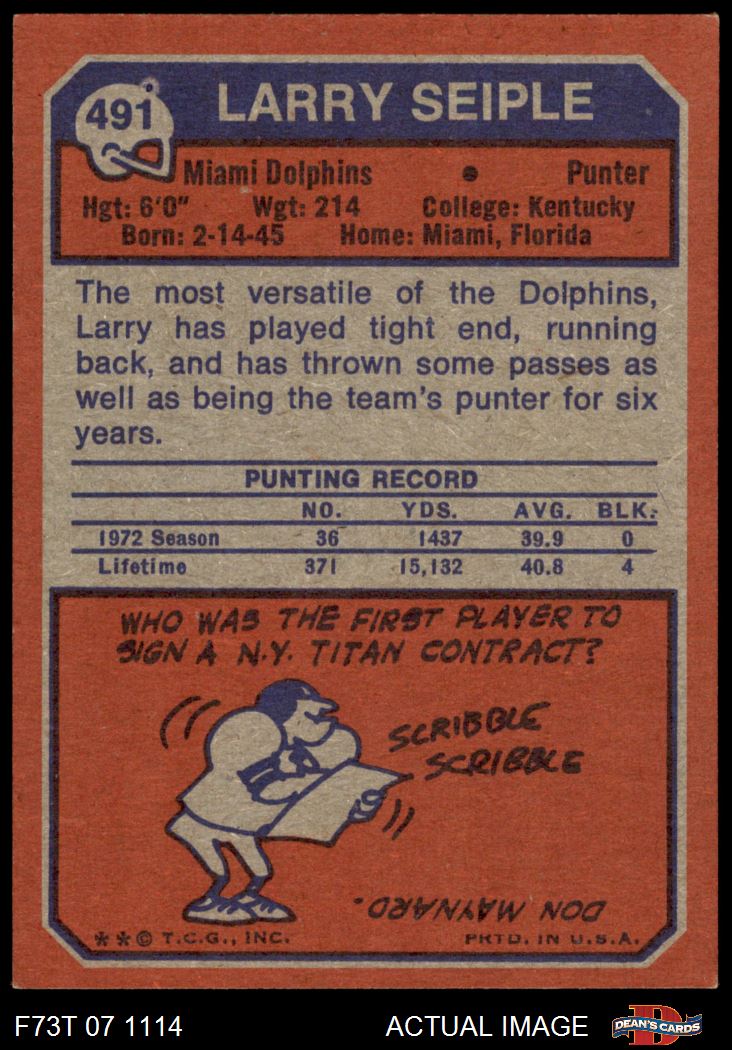 491
LARRY SEIPLE
Miami Dolphins • Punter
Hgt: 6'0" Wgt: 214 College: Kentucky
Born: 2-14-45 Home: Miami, Florida
The most versatile of the Dolphins,
Larry has played tight end, running
back, and has thrown some passes as
well as being the team's punter for six
years.
PUNTING RECORD
NO. YDS. AVG. BLK.
1972 Season 36 1437 39.9 0
Lifetime 371 15,132 40.8 4
WHO WAS THE FIRST PLAYER TO
SIGN A N.Y. TITAN CONTRACT?
SCRIBBLE
SCRIBBLE
DON MAYNARD.
**© T.C.G., INC. PRTD. IN U.S.A.
F73T 07 1114 ACTUAL IMAGE
D
DEAN'S CARDS